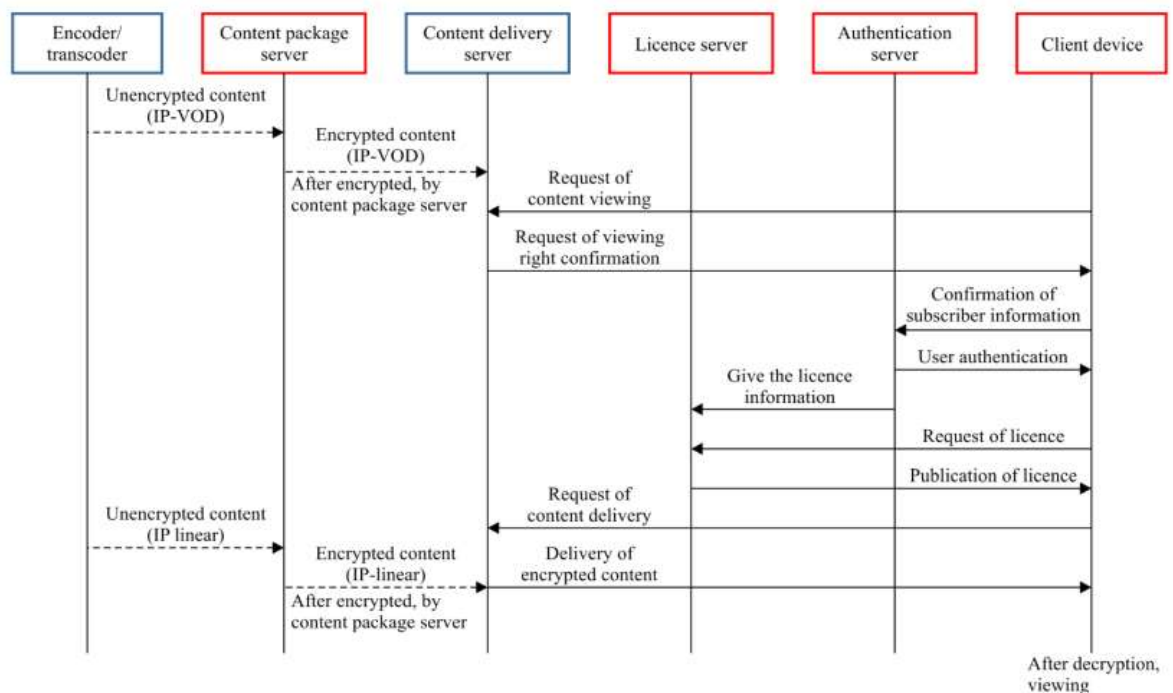 Encoder/
transcoder
Content package
server
Content delivery
server
Licence server
Authentication
server
Client device
Unencrypted content
(IP-VOD)
Encrypted content
(IP-VOD)
After encrypted, by
content package server
Request of
content viewing
Request of viewing
right confirmation
Confirmation of
subscriber information
User authentication
Give the licence
information
Request of licence
Publication of licence
Request of
content delivery
Unencrypted content
(IP linear)
Encrypted content
(IP-linear)
After encrypted, by
content package server
Delivery of
encrypted content
After decryption,
viewing